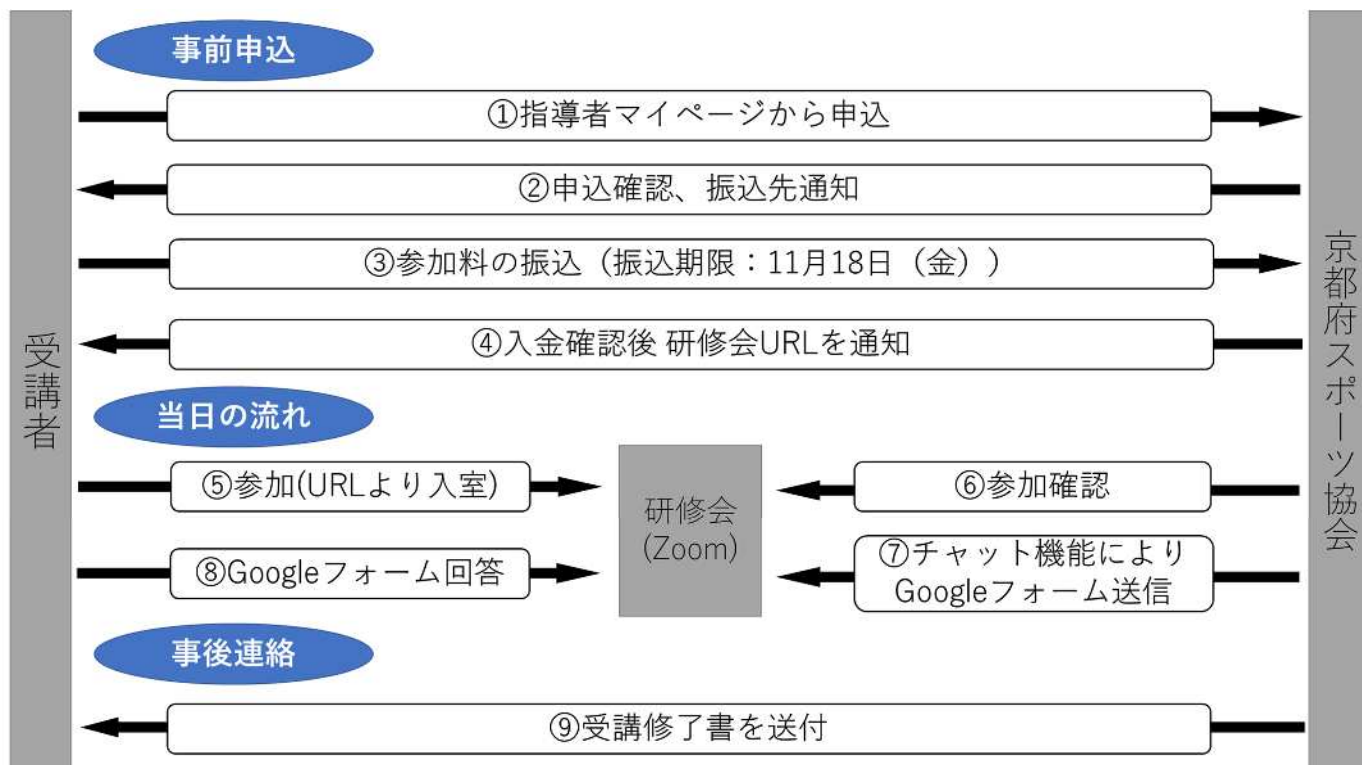 事前申込
①指導者マイページから申込
②申込確認、振込先通知
③参加料の振込（振込期限：11月18日（金））
④入金確認後 研修会URLを通知
受講者
京都府スポーツ協会
当日の流れ
⑤参加(URLより入室)
研修会
(Zoom)
⑥参加確認
⑧Googleフォーム回答
⑦チャット機能により
Googleフォーム送信
事後連絡
⑨受講修了書を送付